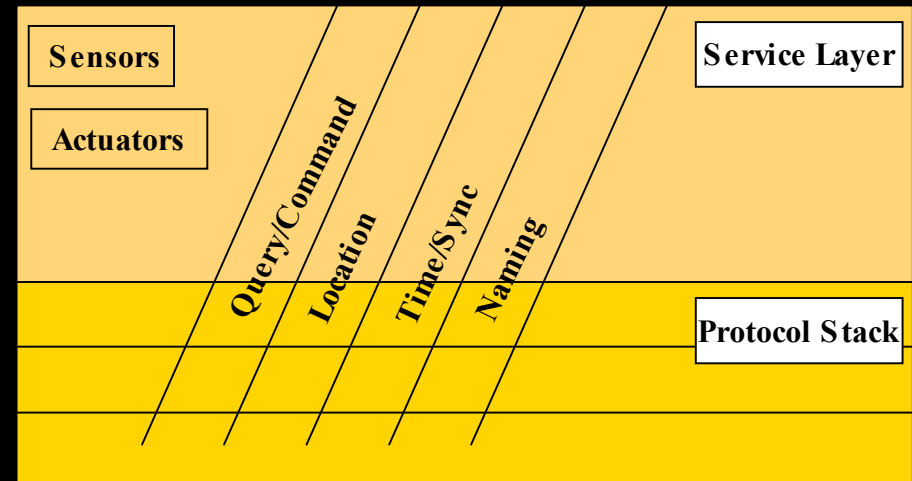 Sensors
Service Layer
Actuators
Query/Command
Location
Time/Sync
Naming
Protocol Stack